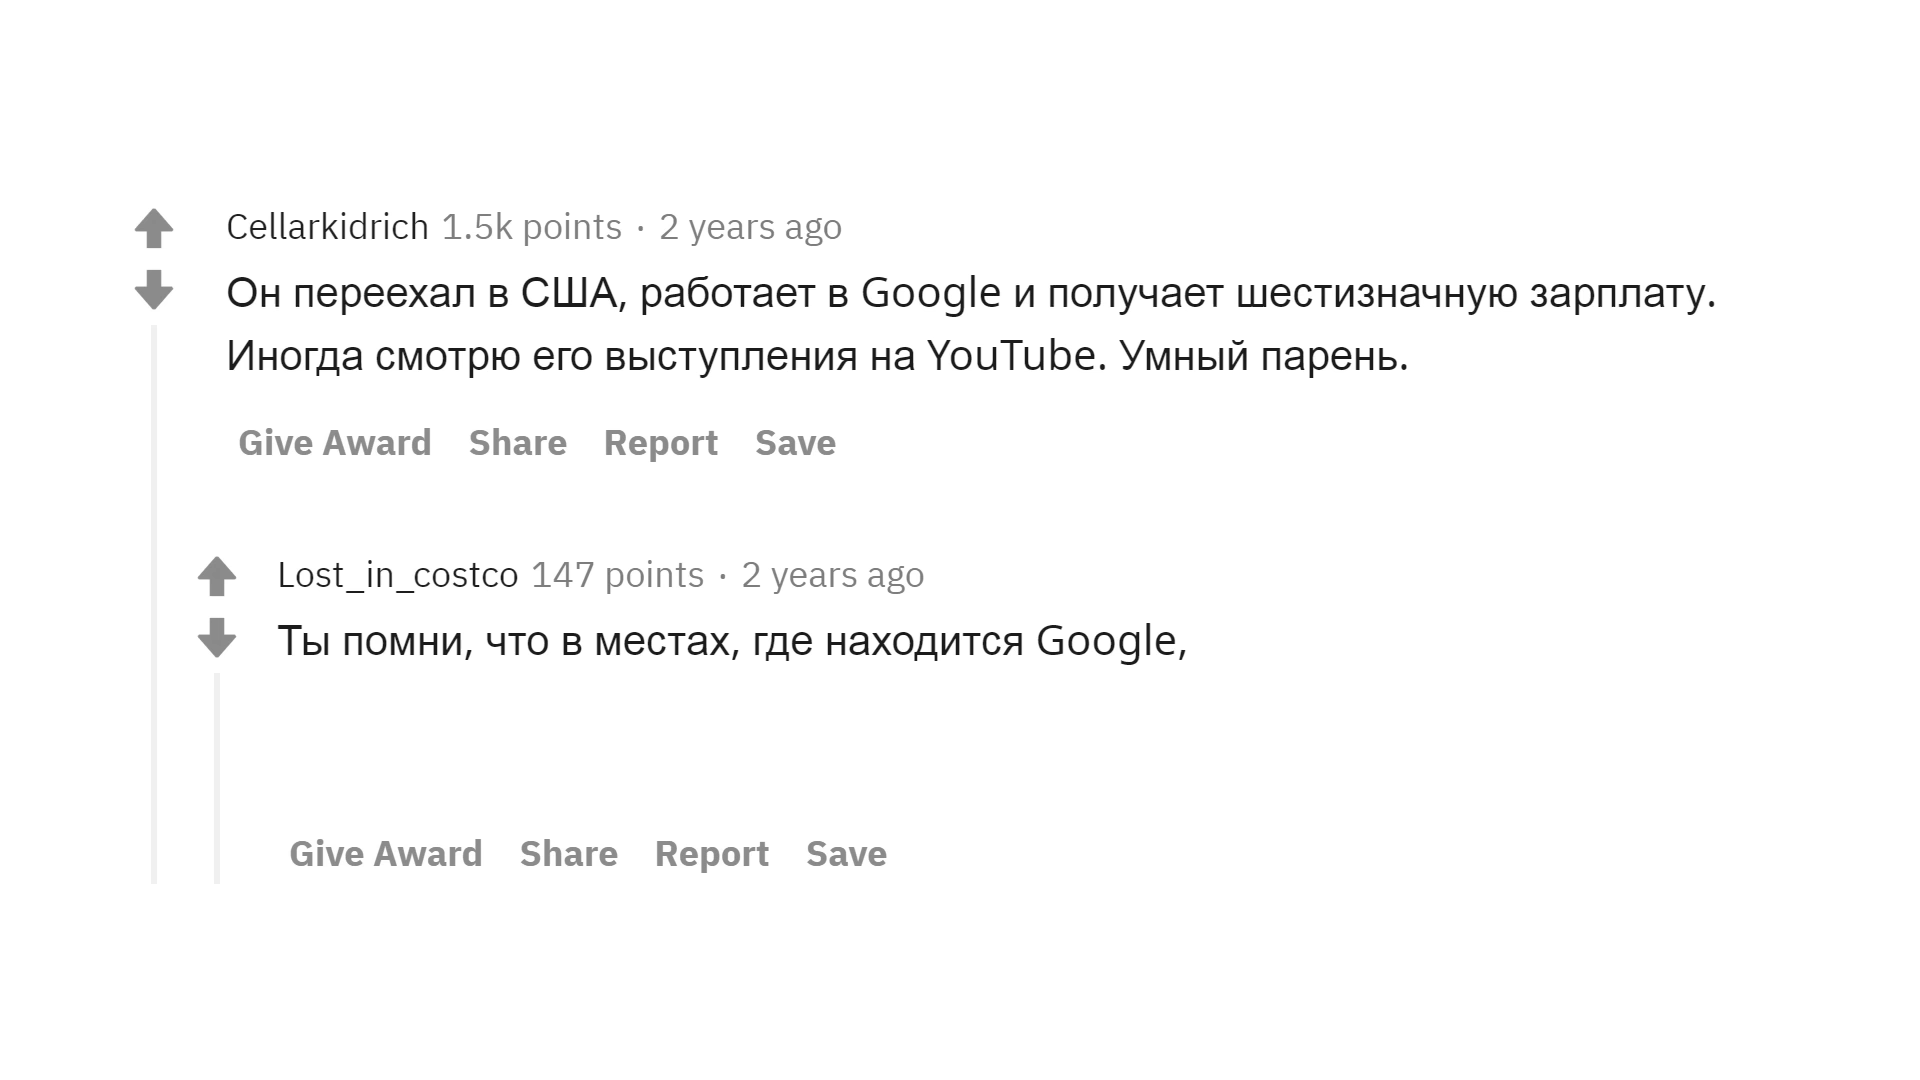 Cellarkidrich 1.5k points · 2 years ago
Он переехал в США, работает в Google и получает шестизначную зарплату.
Иногда смотрю его выступления на YouTube. Умный парень.
Give Award Share Report Save
Lost_in_costco 147 points · 2 years ago
Ты помни, что в местах, где находится Google,
Give Award Share Report Save